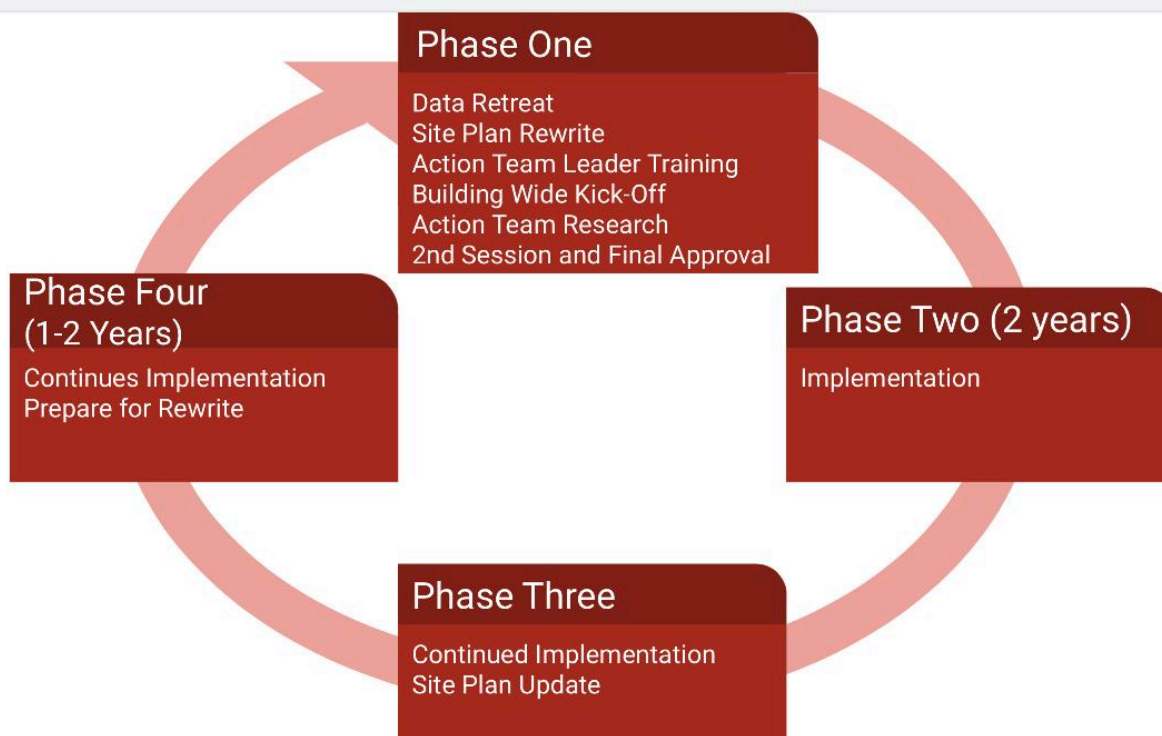 Phase One
Data Retreat
Site Plan Rewrite
Action Team Leader Training
Building Wide Kick-Off
Action Team Research
2nd Session and Final Approval
Phase Two (2 years)
Implementation
Phase Three
Continued Implementation
Site Plan Update
Phase Four
(1-2 Years)
Continues Implementation
Prepare for Rewrite